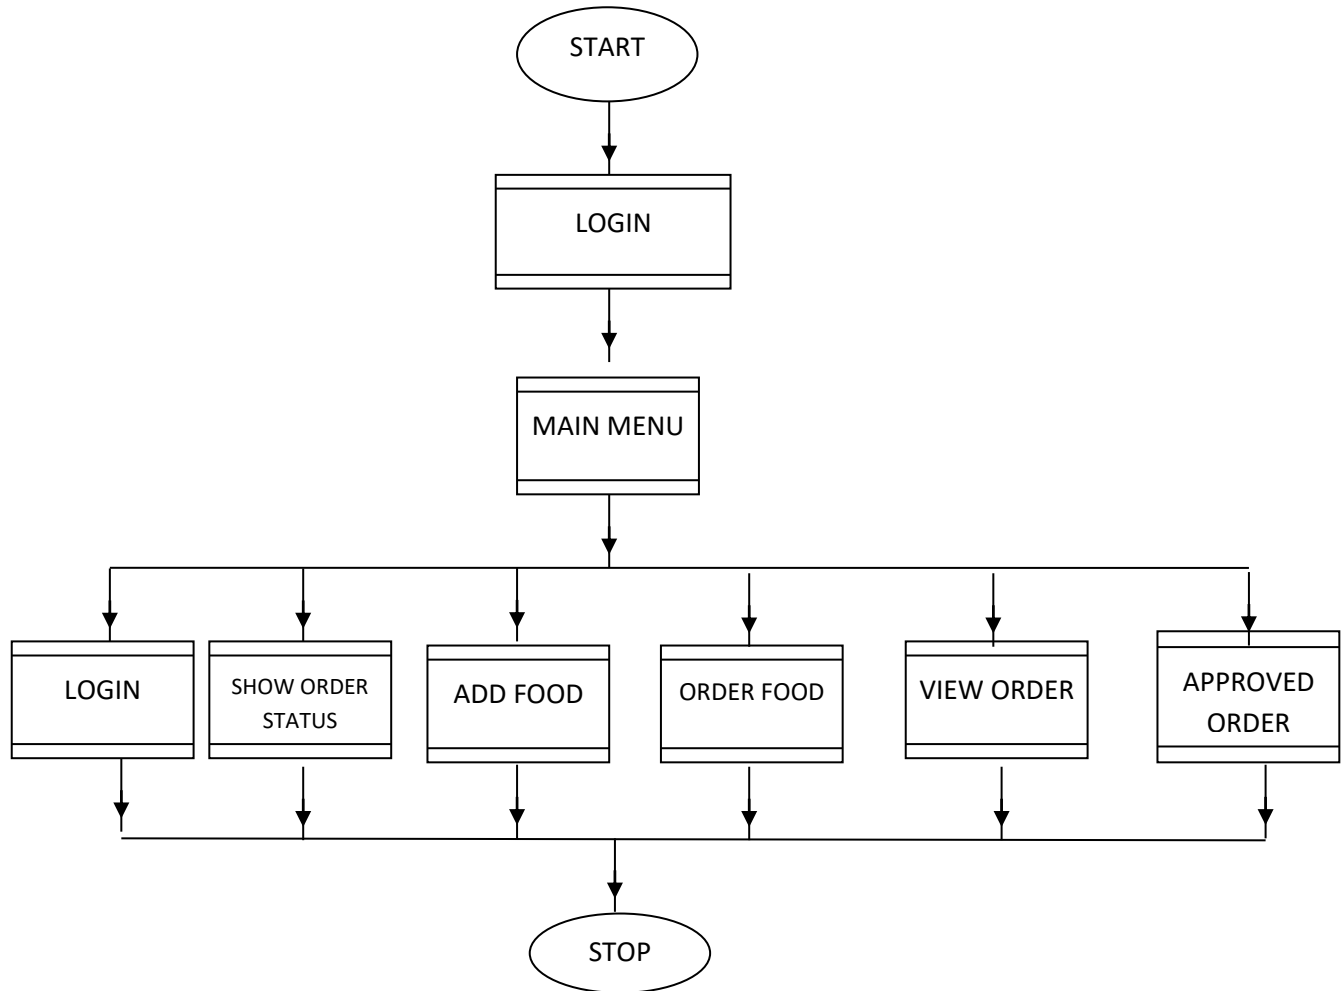 START
LOGIN
MAIN MENU
LOGIN
SHOW ORDER
STATUS
ADD FOOD
ORDER FOOD
VIEW ORDER
APPROVED
ORDER
STOP